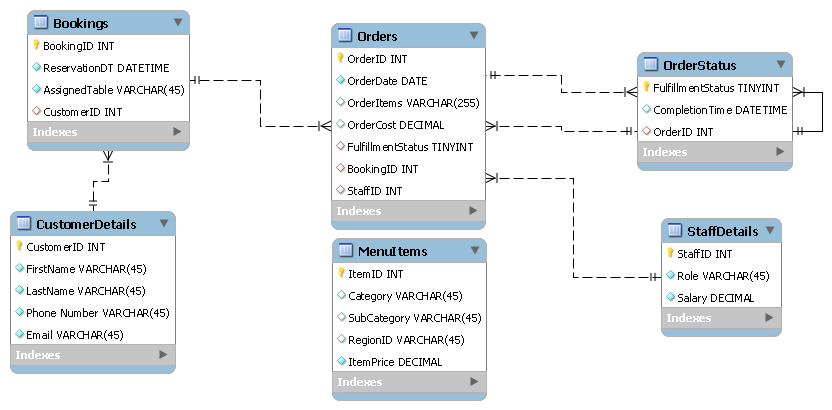 Bookings
BookingID INT
ReservationDT DATETIME
AssignedTable VARCHAR(45)
CustomerID INT
Indexes
CustomerDetails
CustomerID INT
FirstName VARCHAR(45)
LastName VARCHAR(45)
Phone Number VARCHAR(45)
Email VARCHAR(45)
Indexes
Orders
OrderID INT
OrderDate DATE
OrderItems VARCHAR(255)
OrderCost DECIMAL
FulfillmentStatus TINYINT
BookingID INT
StaffID INT
Indexes
MenuItems
ItemID INT
Category VARCHAR(45)
SubCategory VARCHAR(45)
RegionID VARCHAR(45)
ItemPrice DECIMAL
Indexes
OrderStatus
FulfillmentStatus TINYINT
CompletionTime DATETIME
OrderID INT
Indexes
StaffDetails
StaffID INT
Role VARCHAR(45)
Salary DECIMAL
Indexes